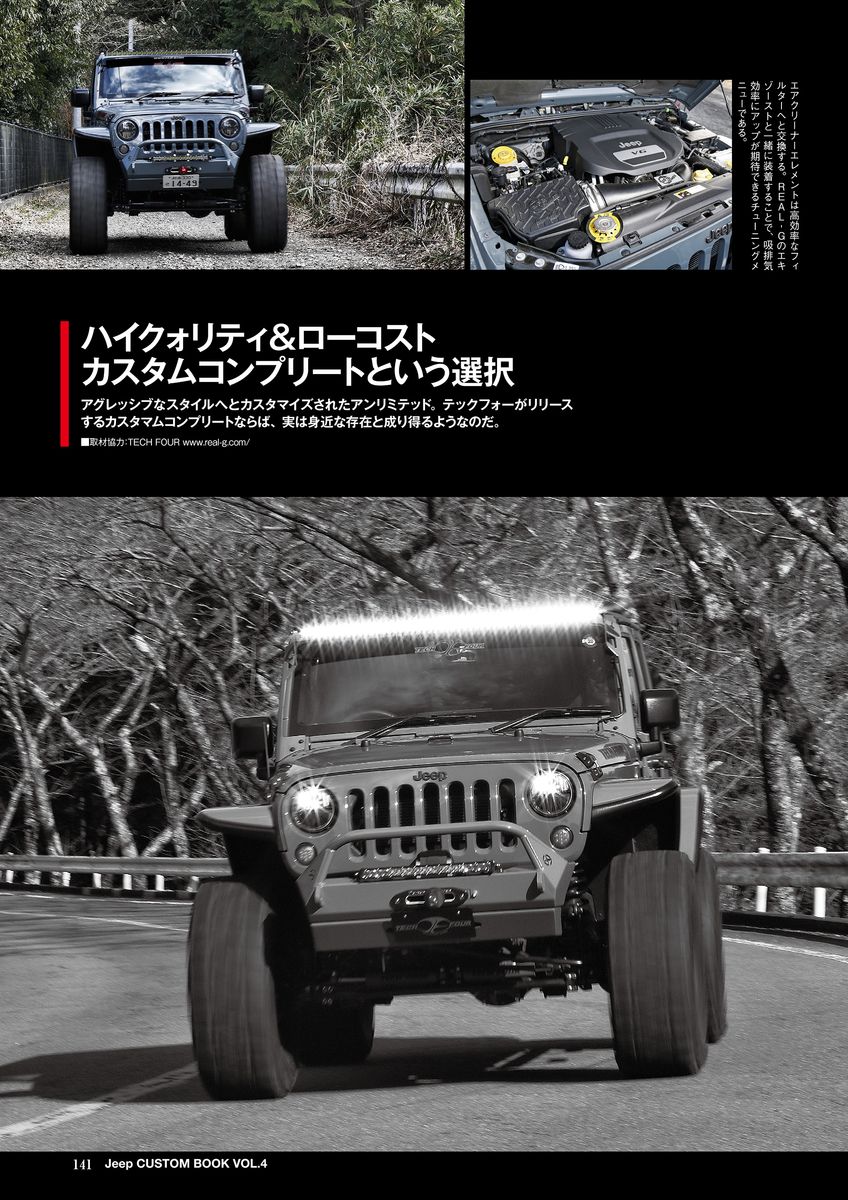 エアクリーナーエレメントは高効率なフィ
ルターへと交換する。REAL・Gのエキ
ゾーストと一緒に装着することで、吸排気
効率にアップが期待できるチューニングメ
ニューである。
14-49
Jeep
V6
Jeep
ハイクォリティ&ローコスト
カスタムコンプリートという選択
アグレッシブなスタイルへとカスタマイズされたアンリミテッド。テックフォーがリリース
するカスタマムコンプリートならば、実は身近な存在と成り得るようなのだ。
■取材協力:TECH FOUR www.real-g.com/
TECH FOUR
Jeep
TECH FOUR
141 Jeep CUSTOM BOOK VOL.4